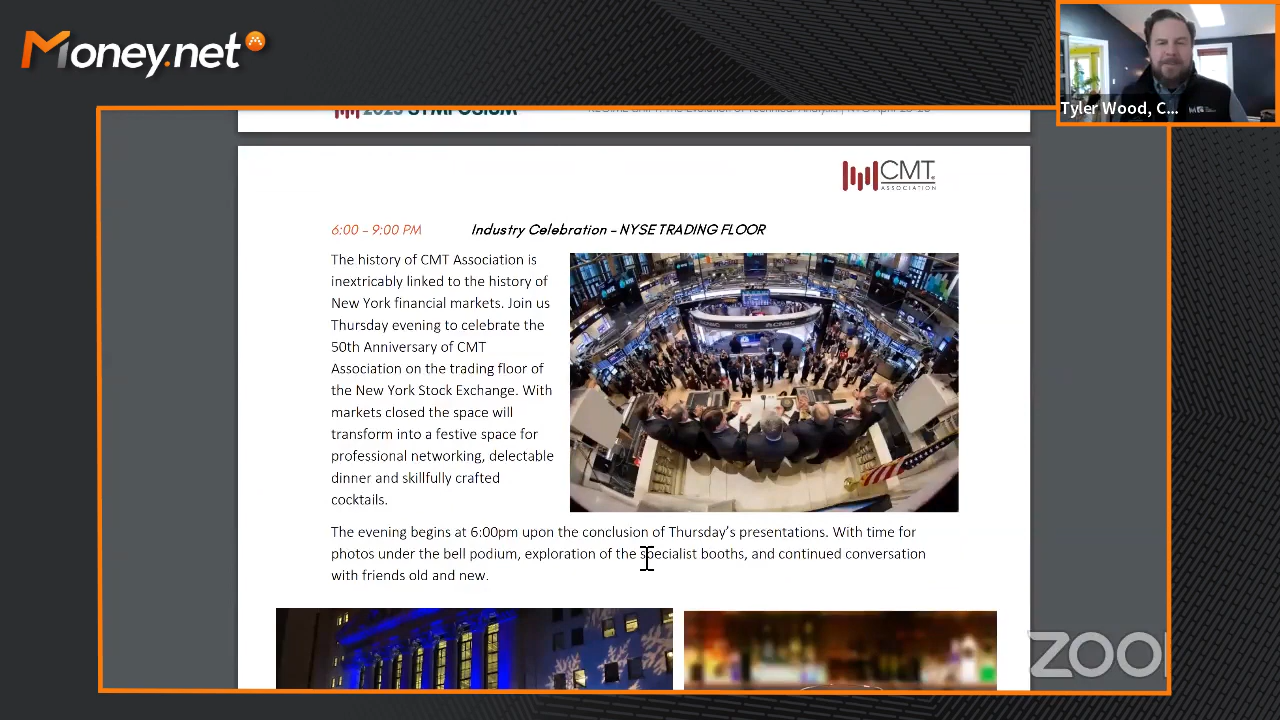 Money.net
Tyler Wood, C...
2023 SYMPOSIUM
CMT
ASSOCIATION
6:00 – 9:00 PM Industry Celebration – NYSE TRADING FLOOR
The history of CMT Association is
inextricably linked to the history of
New York financial markets. Join us
Thursday evening to celebrate the
50th Anniversary of CMT
Association on the trading floor of
the New York Stock Exchange. With
markets closed the space will
transform into a festive space for
professional networking, delectable
dinner and skillfully crafted
cocktails.
The evening begins at 6:00pm upon the conclusion of Thursday’s presentations. With time for
photos under the bell podium, exploration of the specialist booths, and continued conversation
with friends old and new.
ZOO